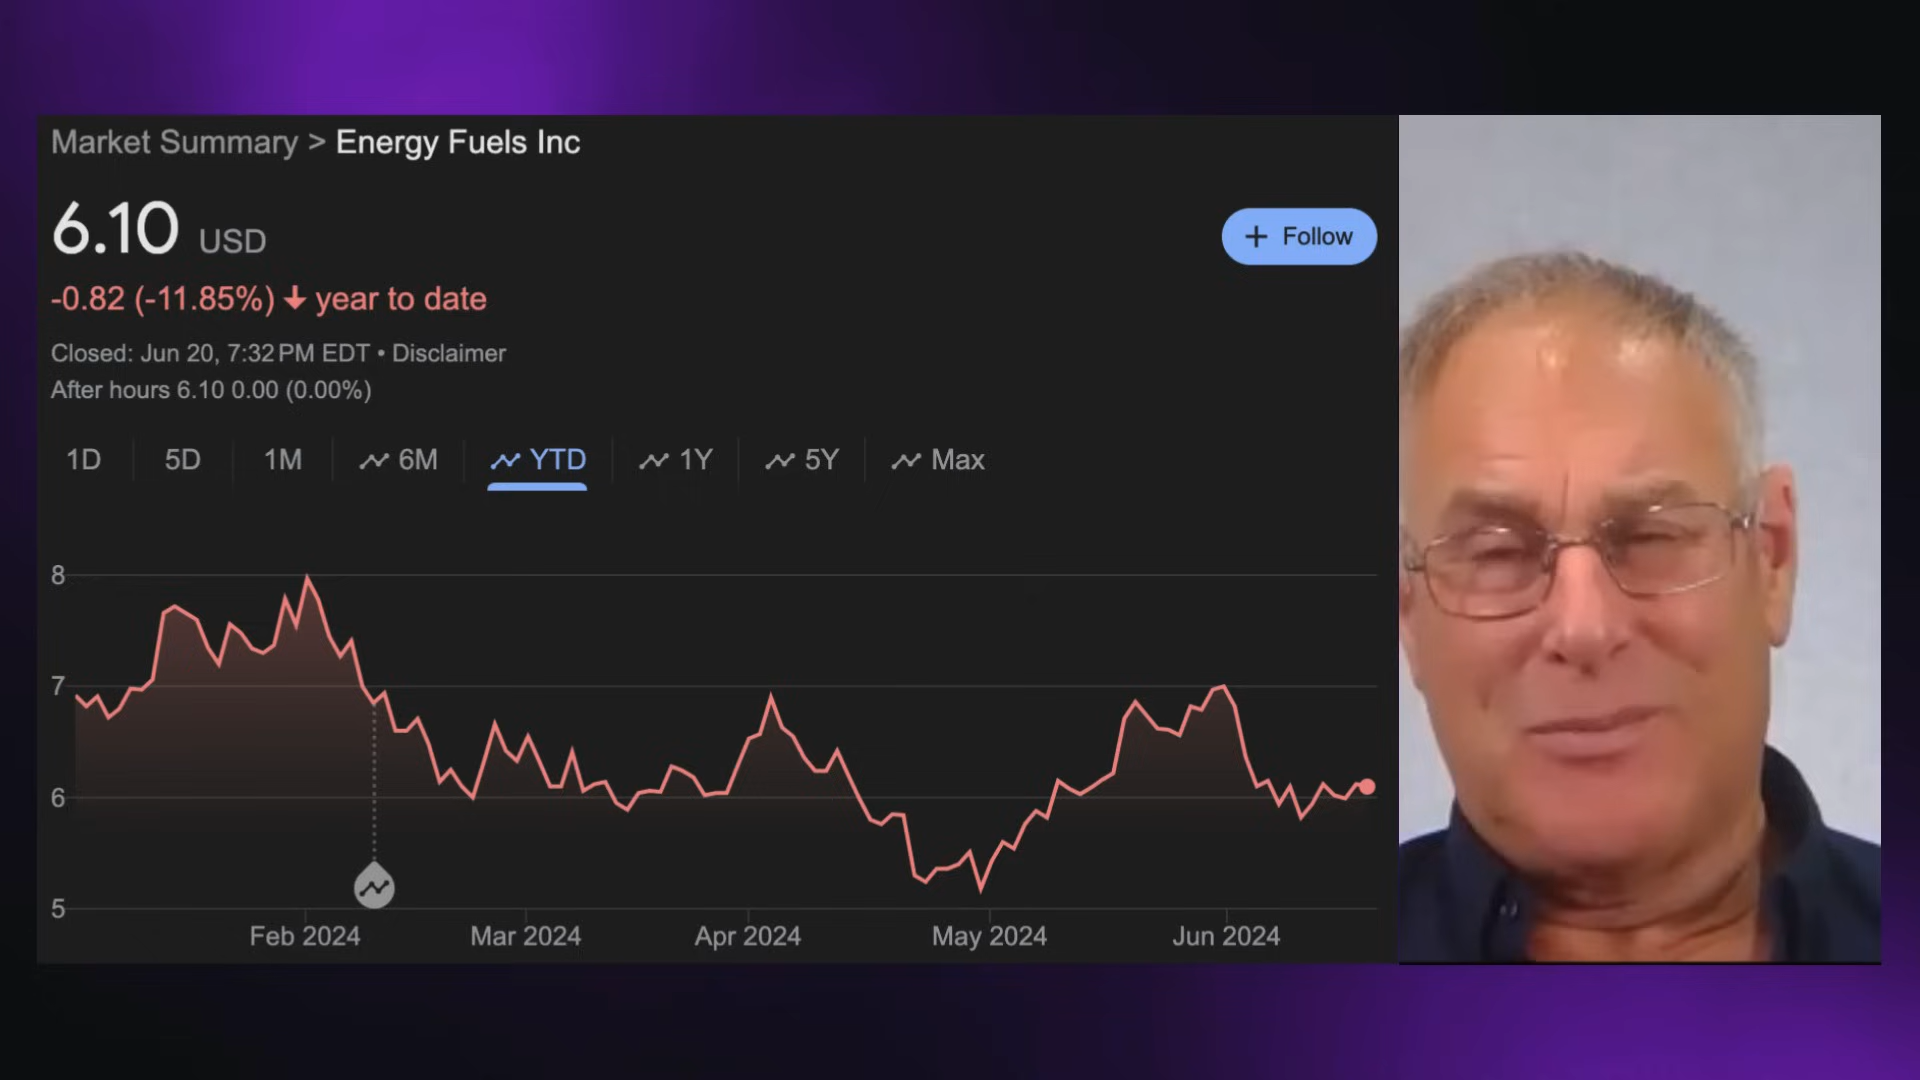 Market Summary > Energy Fuels Inc
6.10 USD
+ Follow
-0.82 (-11.85%) ↓ year to date
Closed: Jun 20, 7:32 PM EDT • Disclaimer
After hours 6.10 0.00 (0.00%)
1D 5D 1M 6M YTD 1Y 5Y Max
8
7
6
5
Feb 2024 Mar 2024 Apr 2024 May 2024 Jun 2024